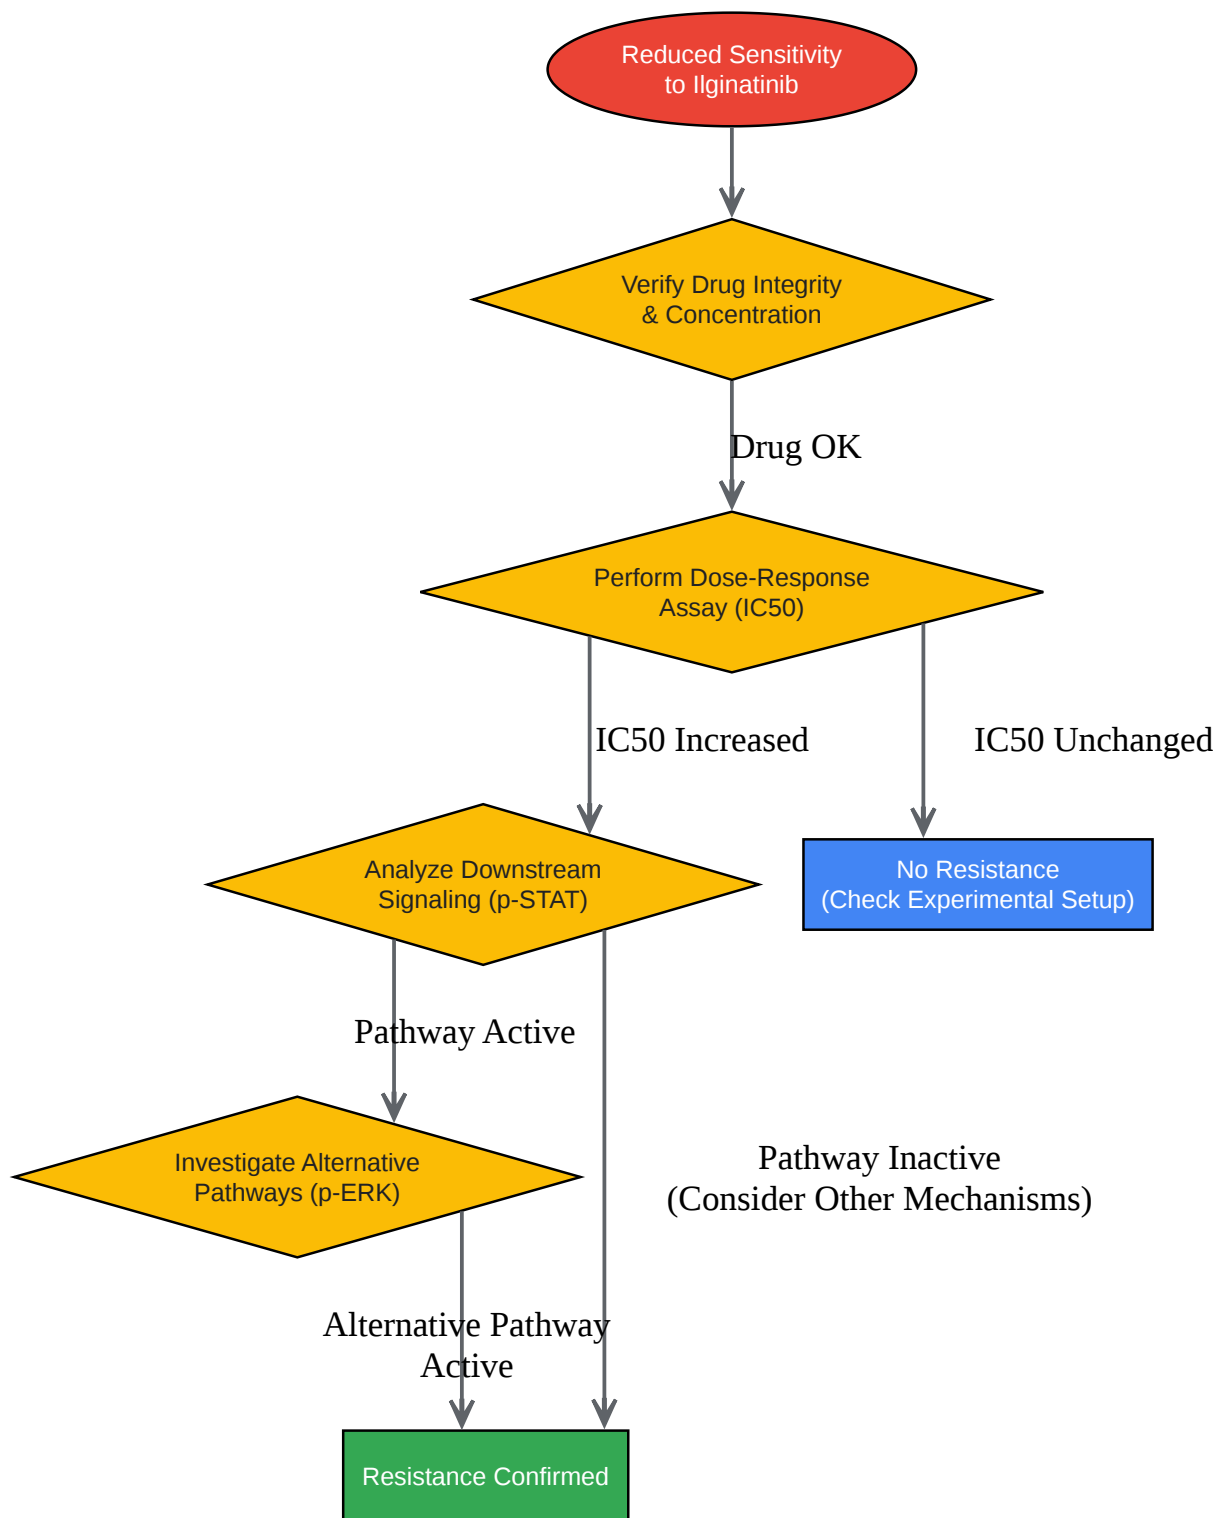 Reduced Sensitivity
to Ilginatinib
Verify Drug Integrity
& Concentration
Drug OK
Perform Dose-Response
Assay (IC50)
IC50 Increased
IC50 Unchanged
Analyze Downstream
Signaling (p-STAT)
No Resistance
(Check Experimental Setup)
Pathway Active
Investigate Alternative
Pathways (p-ERK)
Pathway Inactive
(Consider Other Mechanisms)
Alternative Pathway
Active
Resistance Confirmed